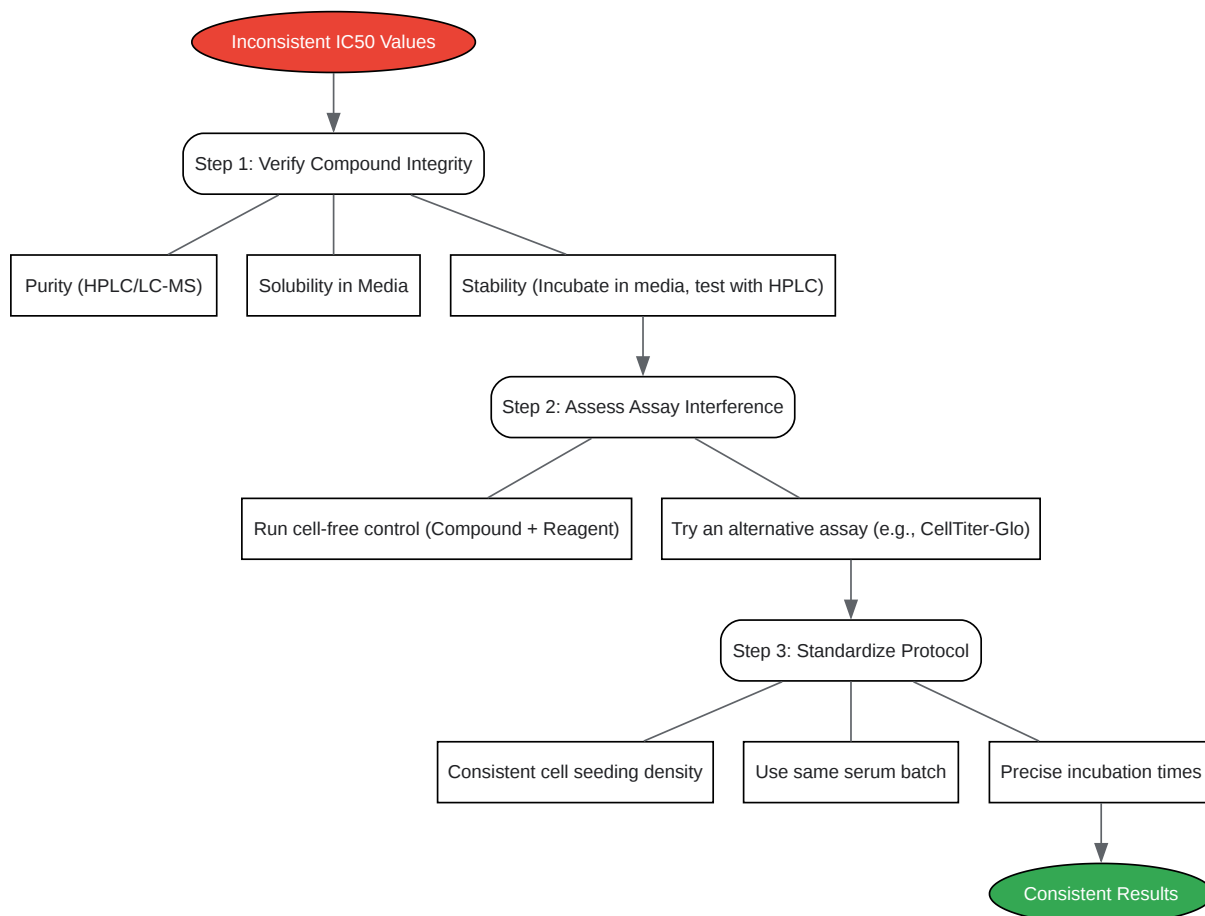 Inconsistent IC50 Values
Step 1: Verify Compound Integrity
Purity (HPLC/LC-MS)
Solubility in Media
Stability (Incubate in media, test with HPLC)
Step 2: Assess Assay Interference
Run cell-free control (Compound + Reagent)
Try an alternative assay (e.g., CellTiter-Glo)
Step 3: Standardize Protocol
Consistent cell seeding density
Use same serum batch
Precise incubation times
Consistent Results